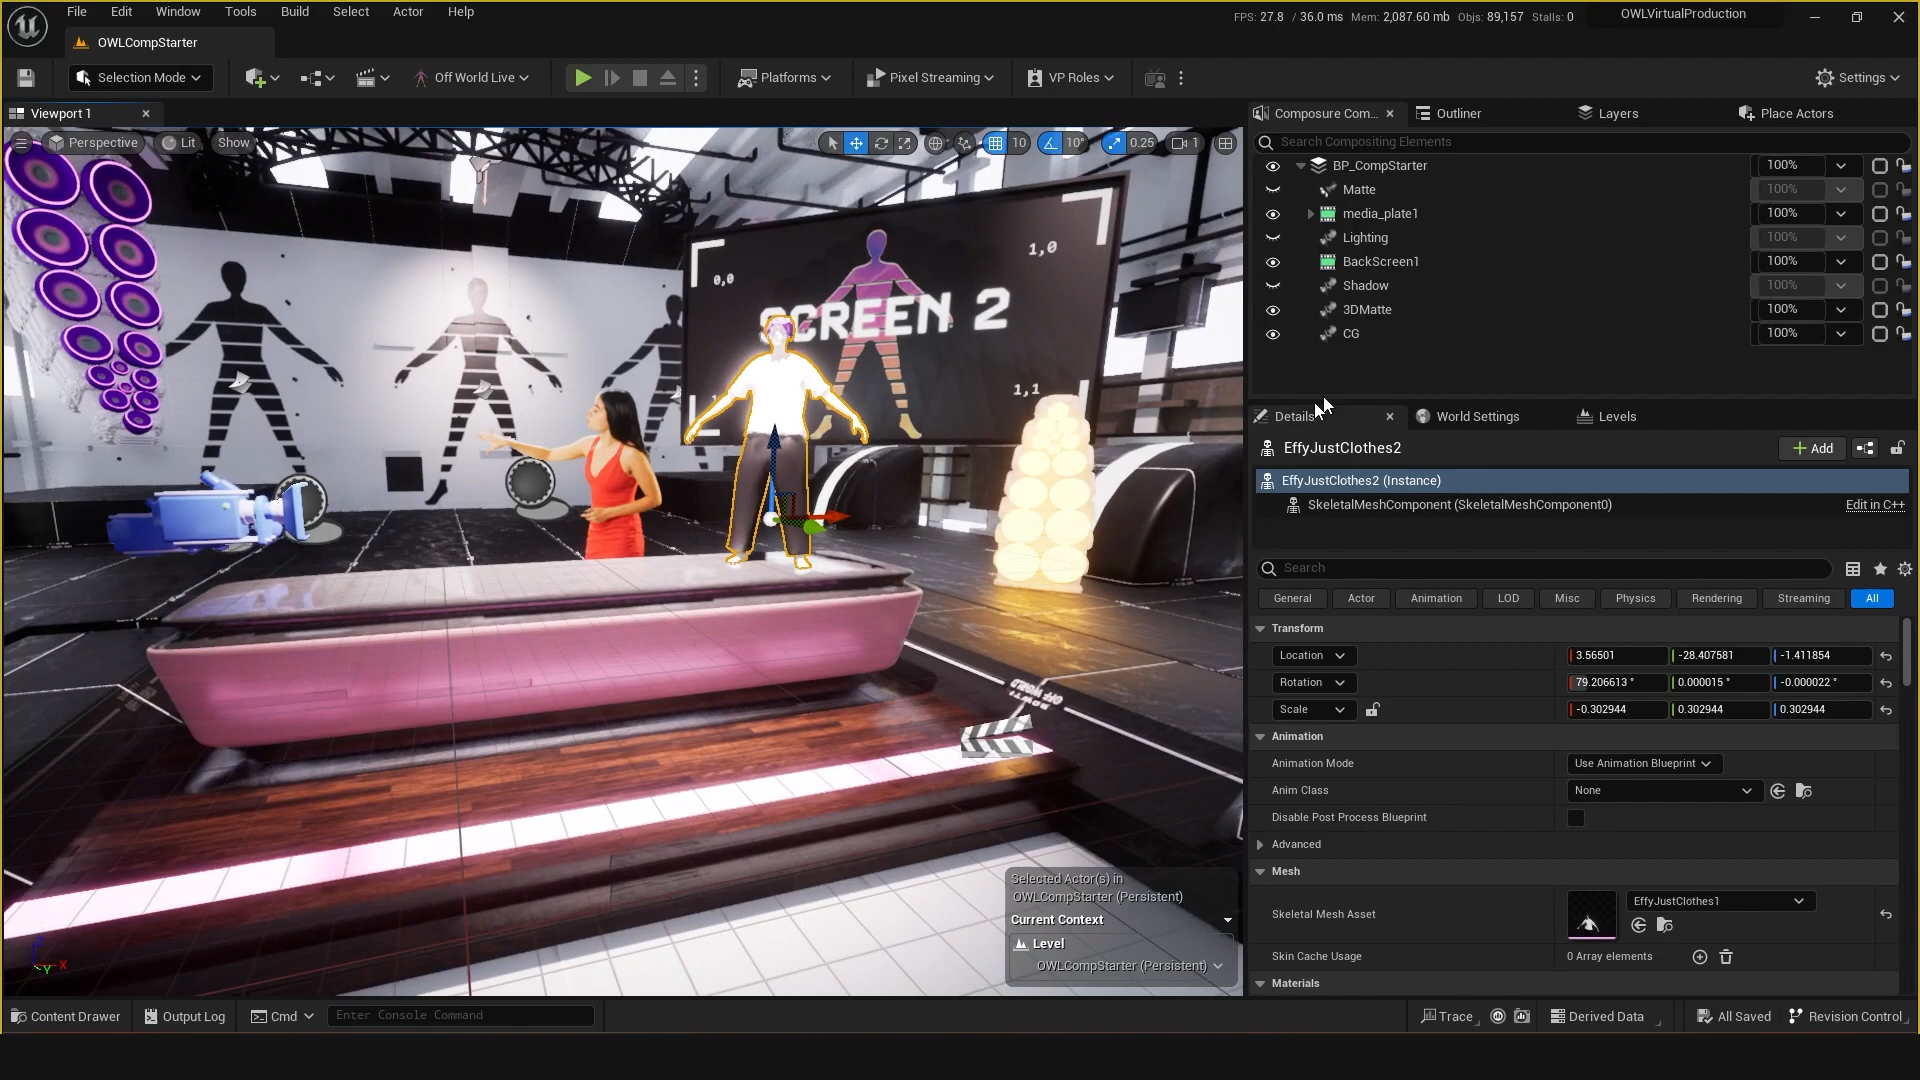 File Edit Window Tools Build Select Actor Help
FPS: 27.8 / 36.0 ms Mem: 2,087.60 mb Objs: 89,157 Stalls: 0
OWLVirtualProduction
OWLCompStarter
Selection Mode
Off World Live
Platforms
Pixel Streaming
VP Roles
Settings
Viewport 1
Perspective Lit Show
10 10° 0.25 1
0,0
1,0
SCREEN 2
1,1
Selected Actor(s) in
OWLCompStarter (Persistent)
Current Context
Level
OWLCompStarter (Persistent)
Composure Com... Outliner Layers Place Actors
Search Compositing Elements
BP_CompStarter 100%
Matte 100%
media_plate1 100%
Lighting 100%
BackScreen1 100%
Shadow 100%
3DMatte 100%
CG 100%
Details World Settings Levels
EffyJustClothes2 Add
EffyJustClothes2 (Instance)
SkeletalMeshComponent (SkeletalMeshComponent0) Edit in C++
Search
General Actor Animation LOD Misc Physics Rendering Streaming All
Transform
Location 3.56501 -28.407581 -1.411854
Rotation 79.206613 ° 0.000015 ° -0.000022 °
Scale -0.302944 0.302944 0.302944
Animation
Animation Mode Use Animation Blueprint
Anim Class None
Disable Post Process Blueprint
Advanced
Mesh
Skeletal Mesh Asset EffyJustClothes1
Skin Cache Usage 0 Array elements
Materials
Content Drawer Output Log Cmd Enter Console Command
Trace Derived Data All Saved Revision Control